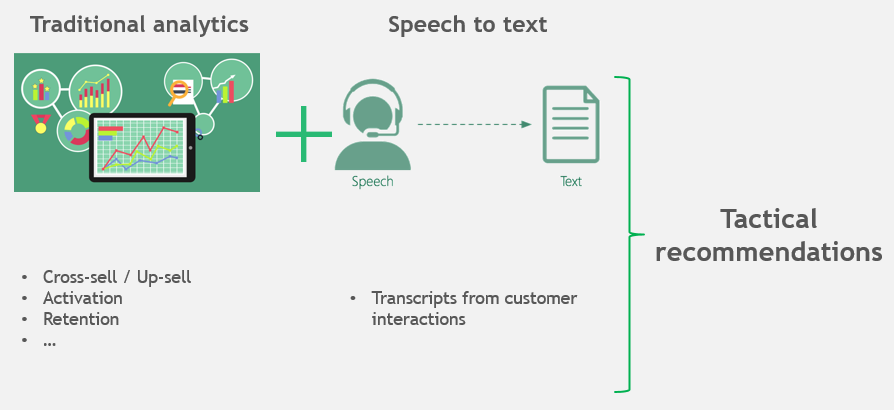 Traditional analytics
Speech to text
Speech
Text
• Cross-sell / Up-sell
• Activation
• Retention
• ...
• Transcripts from customer
interactions
Tactical
recommendations